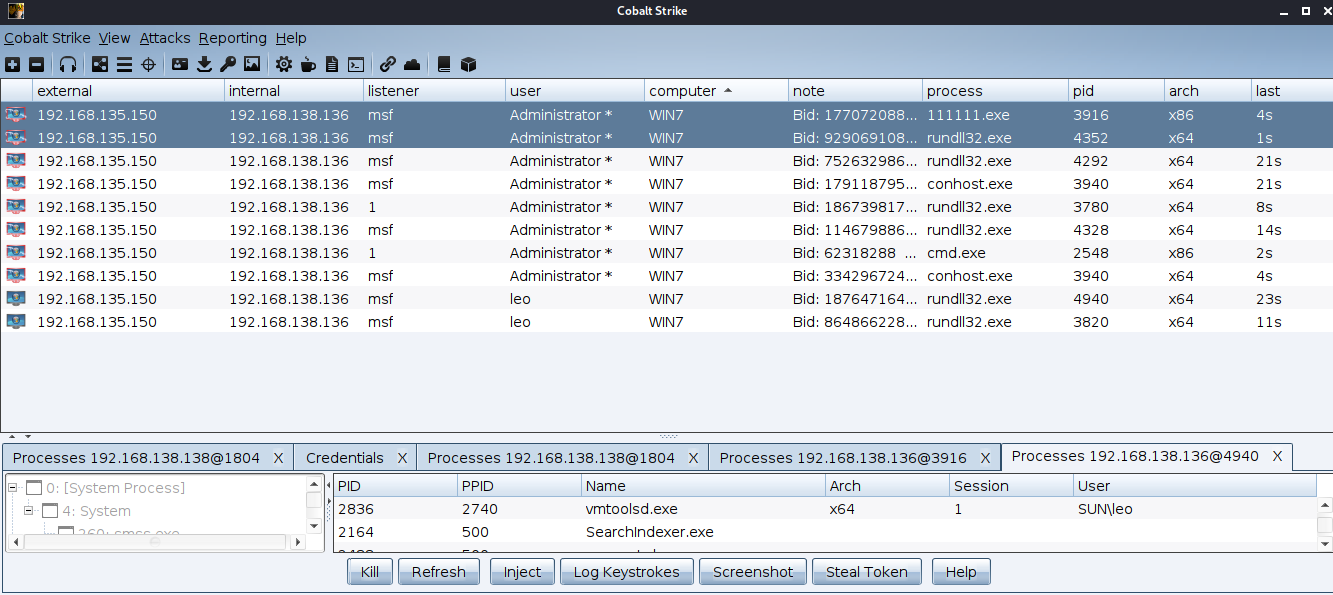 Cobalt Strike
Cobalt Strike View Attacks Reporting Help
external internal listener user computer note process pid arch last
192.168.135.150 192.168.138.136 msf Administrator * WIN7 Bid: 177072088... 111111.exe 3916 x86 4s
192.168.135.150 192.168.138.136 msf Administrator * WIN7 Bid: 929069108... rundll32.exe 4352 x64 1s
192.168.135.150 192.168.138.136 msf Administrator * WIN7 Bid: 752632986... rundll32.exe 4292 x64 21s
192.168.135.150 192.168.138.136 msf Administrator * WIN7 Bid: 179118795... conhost.exe 3940 x64 21s
192.168.135.150 192.168.138.136 1 Administrator * WIN7 Bid: 186739817... rundll32.exe 3780 x64 8s
192.168.135.150 192.168.138.136 msf Administrator * WIN7 Bid: 114679886... rundll32.exe 4328 x64 14s
192.168.135.150 192.168.138.136 1 Administrator * WIN7 Bid: 62318288 ... cmd.exe 2548 x86 2s
192.168.135.150 192.168.138.136 msf Administrator * WIN7 Bid: 334296724... conhost.exe 3940 x64 4s
192.168.135.150 192.168.138.136 msf leo WIN7 Bid: 187647164... rundll32.exe 4940 x64 23s
192.168.135.150 192.168.138.136 msf leo WIN7 Bid: 864866228... rundll32.exe 3820 x64 11s
Processes 192.168.138.138@1804 X Credentials X Processes 192.168.138.138@1804 X Processes 192.168.138.136@3916 X Processes 192.168.138.136@4940 X
0: [System Process]
4: System
260: smss.exe
PID PPID Name Arch Session User
2836 2740 vmtoolsd.exe x64 1 SUN\leo
2164 500 SearchIndexer.exe
Kill Refresh Inject Log Keystrokes Screenshot Steal Token Help